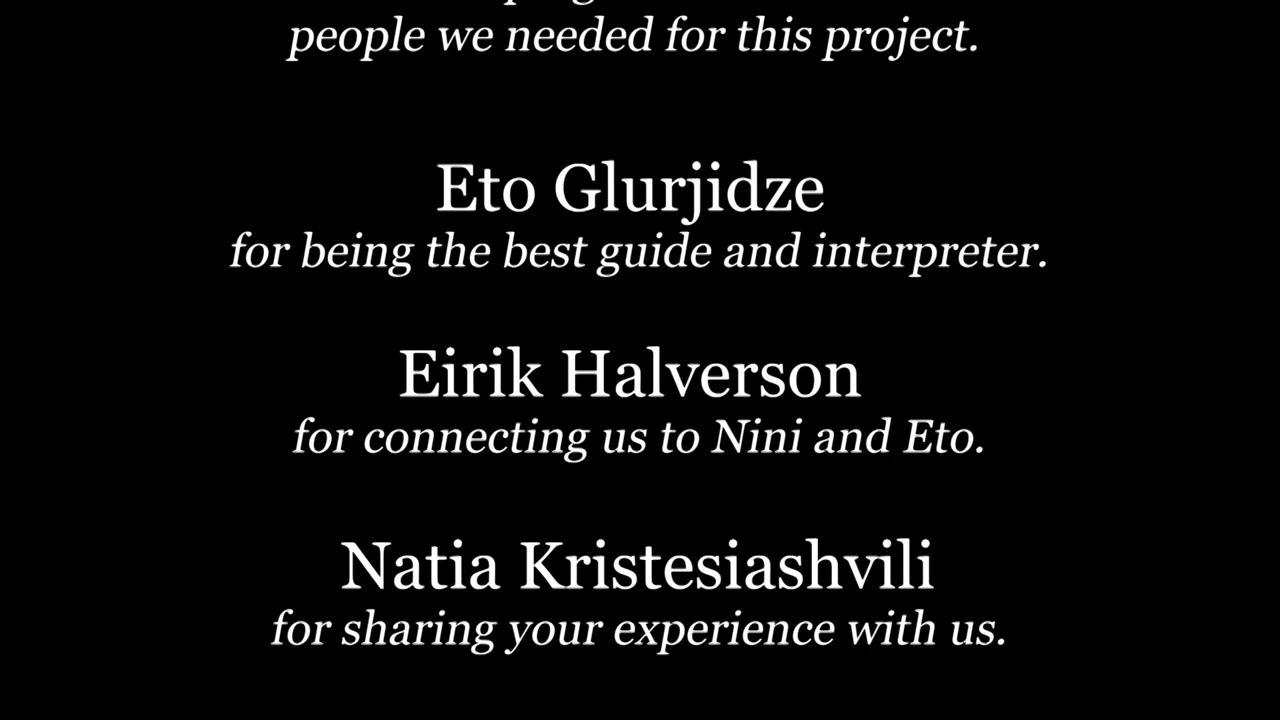 people we needed for this project.
Eto Glurjidze
for being the best guide and interpreter.
Eirik Halverson
for connecting us to Nini and Eto.
Natia Kristesiashvili
for sharing your experience with us.